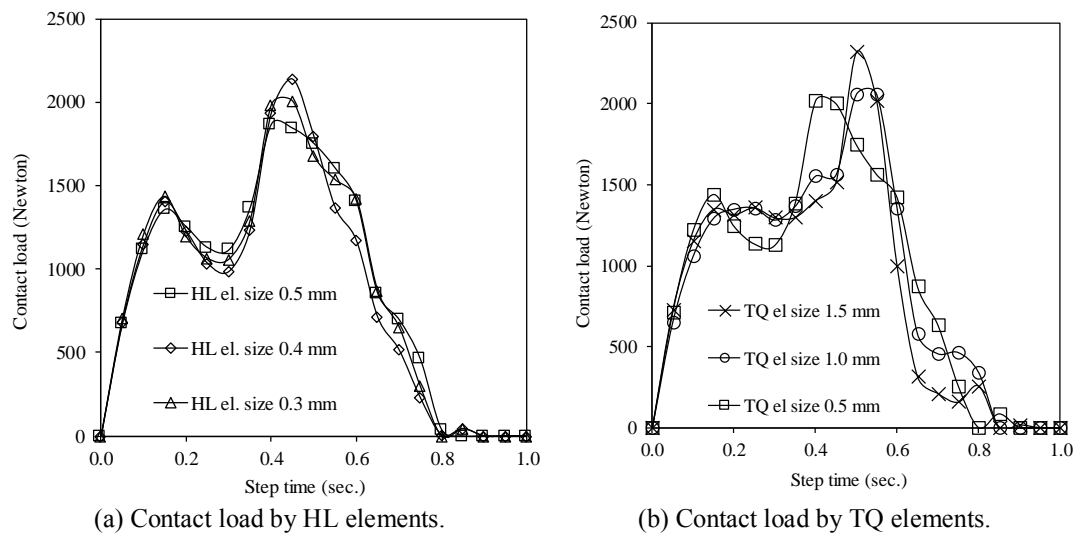 2500
2000
1500
1000
500
0
Contact load (Newton)
HL el. size 0.5 mm
HL el. size 0.4 mm
HL el. size 0.3 mm
0.0 0.2 0.4 0.6 0.8 1.0
Step time (sec.)
(a) Contact load by HL elements.
2500
2000
1500
1000
500
0
Contact load (Newton)
TQ el size 1.5 mm
TQ el size 1.0 mm
TQ el size 0.5 mm
0.0 0.2 0.4 0.6 0.8 1.0
Step time (sec.)
(b) Contact load by TQ elements.